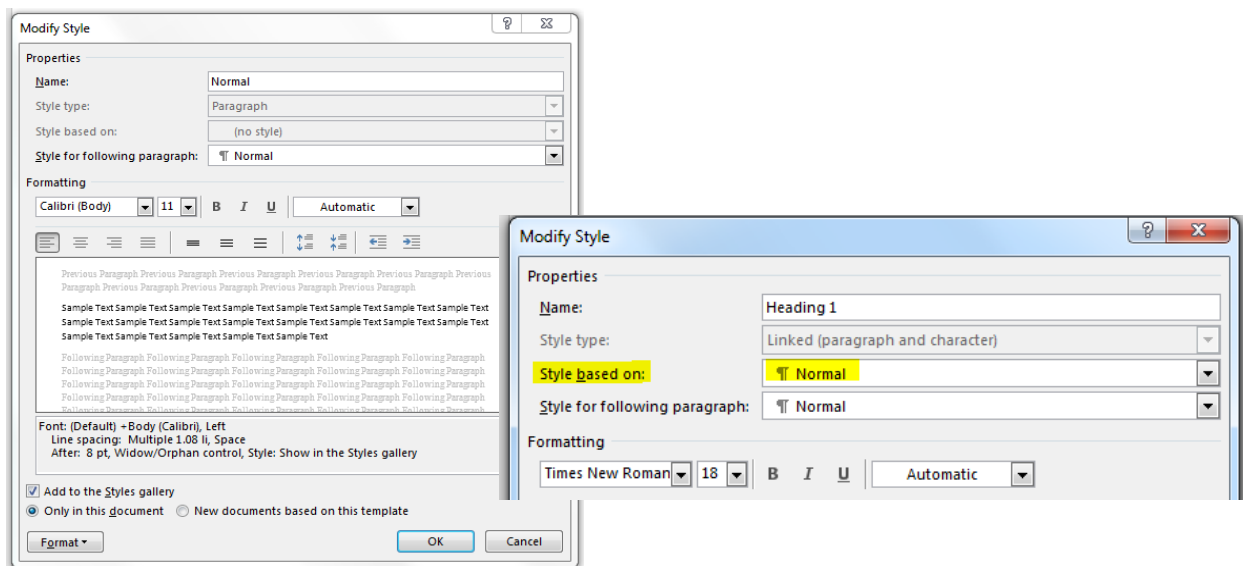 Modify Style
Properties
Name: Normal
Style type: Paragraph
Style based on: (no style)
Style for following paragraph: ¶ Normal
Formatting
Calibri (Body) 11 B I U Automatic
Previous Paragraph Previous Paragraph Previous Paragraph Previous Paragraph Previous Paragraph Previous
Paragraph Previous Paragraph Previous Paragraph Previous Paragraph Previous Paragraph
Sample Text Sample Text Sample Text Sample Text Sample Text Sample Text Sample Text Sample Text
Sample Text Sample Text Sample Text Sample Text Sample Text Sample Text Sample Text Sample Text
Sample Text Sample Text Sample Text Sample Text Sample Text
Following Paragraph Following Paragraph Following Paragraph Following Paragraph Following Paragraph
Following Paragraph Following Paragraph Following Paragraph Following Paragraph Following Paragraph
Following Paragraph Following Paragraph Following Paragraph Following Paragraph Following Paragraph
Following Paragraph Following Paragraph Following Paragraph Following Paragraph Following Paragraph
Following Paragraph Following Paragraph Following Paragraph Following Paragraph Following Paragraph
Font: (Default) +Body (Calibri), Left
Line spacing: Multiple 1.08 li, Space
After: 8 pt, Widow/Orphan control, Style: Show in the Styles gallery
Add to the Styles gallery
Only in this document New documents based on this template
Format OK Cancel
Modify Style
Properties
Name: Heading 1
Style type: Linked (paragraph and character)
Style based on: ¶ Normal
Style for following paragraph: ¶ Normal
Formatting
Times New Roman 18 B I U Automatic